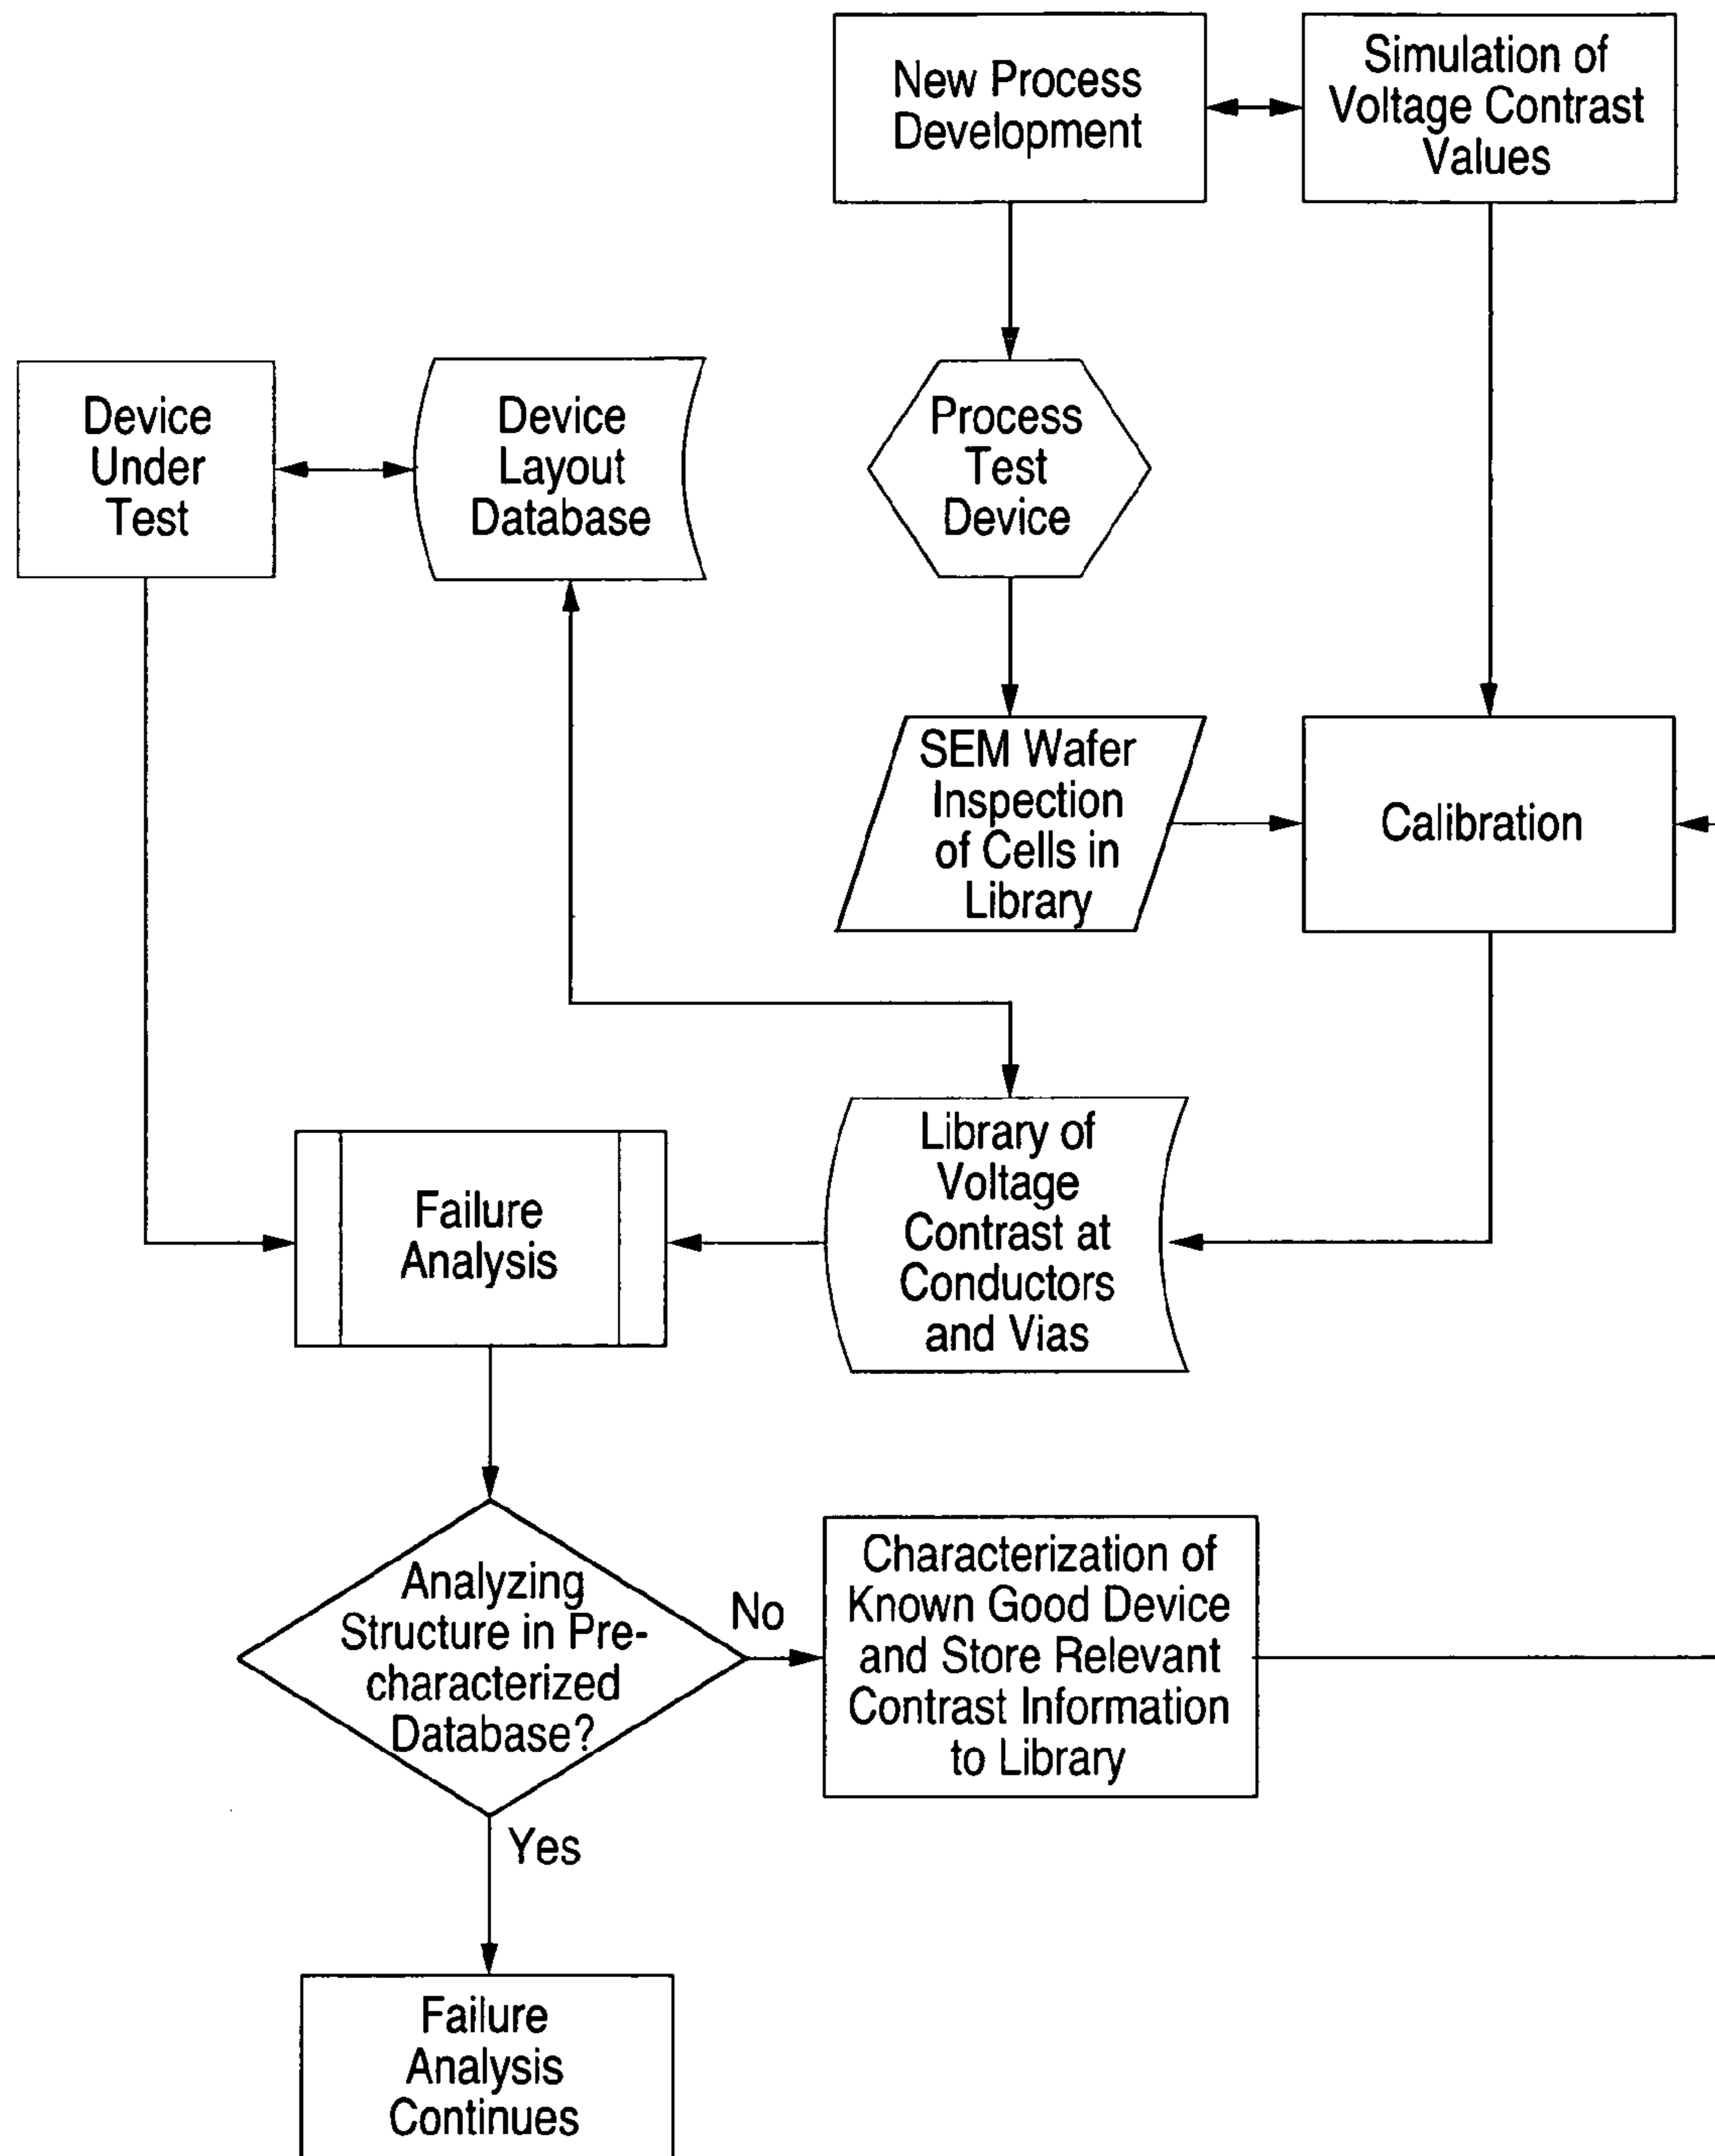 New Process
Development
Simulation of
Voltage Contrast
Values
Device
Under
Test
Device
Layout
Database
Process
Test
Device
SEM Wafer
Inspection
of Cells in
Library
Calibration
Failure
Analysis
Library of
Voltage
Contrast at
Conductors
and Vias
Analyzing
Structure in Pre-
characterized
Database?
No
Characterization of
Known Good Device
and Store Relevant
Contrast Information
to Library
Yes
Failure
Analysis
Continues